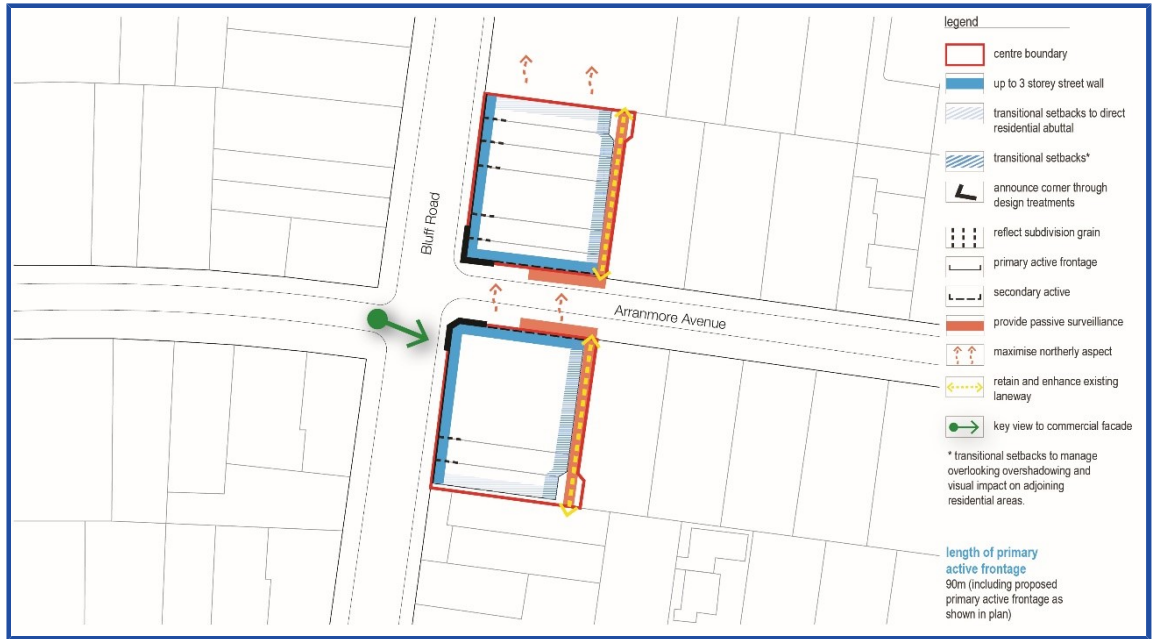 legend
centre boundary
up to 3 storey street wall
transitional setbacks to direct
residential abuttal
transitional setbacks*
announce corner through
design treatments
reflect subdivision grain
primary active frontage
secondary active
provide passive surveilliance
maximise northerly aspect
retain and enhance existing
laneway
key view to commercial facade
* transitional setbacks to manage
overlooking overshadowing and
visual impact on adjoining
residential areas.
length of primary
active frontage
90m (including proposed
primary active frontage as
shown in plan)
Bluff Road
Arranmore Avenue